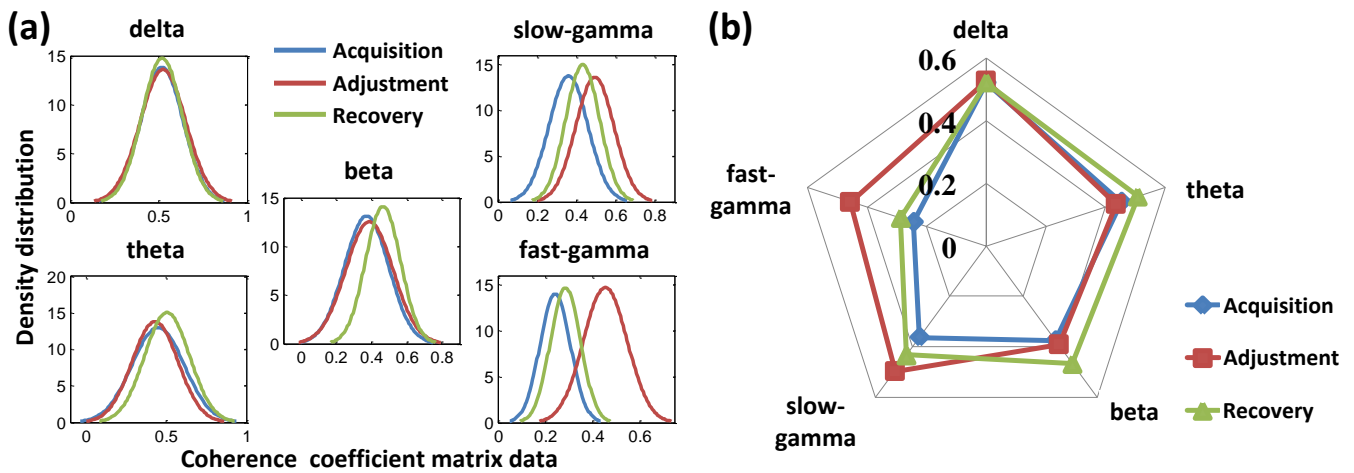 (a)
delta
15
10
5
0
0
0.5
1
Acquisition
Adjustment
Recovery
slow-gamma
15
10
5
0
0
0.2
0.4
0.6
0.8
beta
15
10
5
0
0
0.2
0.4
0.6
0.8
theta
20
15
10
5
0
0
0.5
1
fast-gamma
15
10
5
0
0
0.2
0.4
0.6
Density distribution
Coherence coefficient matrix data
(b)
delta
0.6
0.4
0.2
0
fast-
gamma
theta
slow-
gamma
beta
Acquisition
Adjustment
Recovery